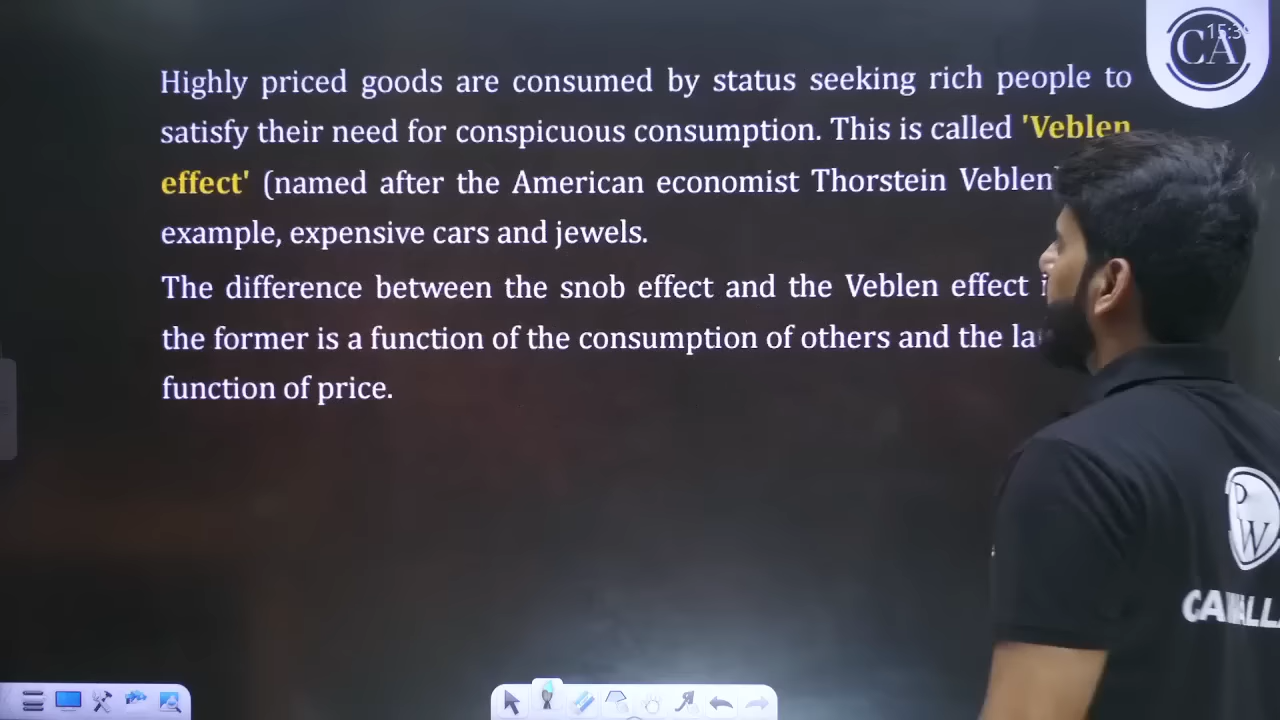 Highly priced goods are consumed by status seeking rich people to
satisfy their need for conspicuous consumption. This is called 'Veblen
effect' (named after the American economist Thorstein Veblen
example, expensive cars and jewels.
The difference between the snob effect and the Veblen effect
the former is a function of the consumption of others and the
function of price.
CA
PW